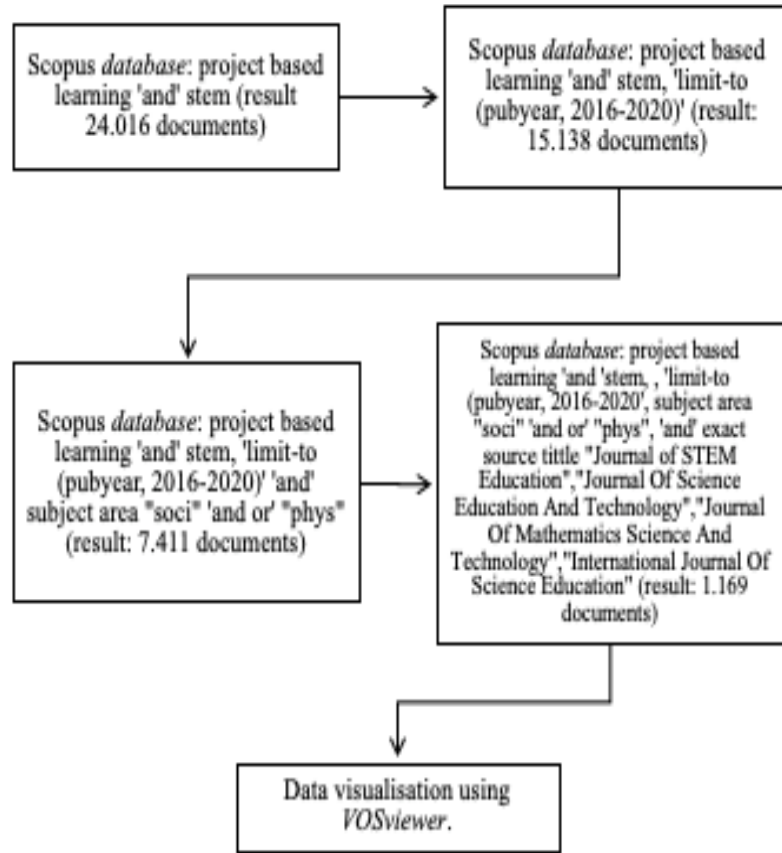 Scopus database: project based
learning 'and' stem (result
24.016 documents)
Scopus database: project based
learning 'and' stem, 'limit-to
(pubyear, 2016-2020)' (result:
15.138 documents)
Scopus database: project based
learning 'and' stem, 'limit-to
(pubyear, 2016-2020)' 'and'
subject area "soci" 'and or' "phys"
(result: 7.411 documents)
Scopus database: project based
learning 'and 'stem, , 'limit-to
(pubyear, 2016-2020', subject area
"soci" 'and or' "phys", 'and' exact
source tittle "Journal of STEM
Education","Journal Of Science
Education And Technology","Journal
Of Mathematics Science And
Technology","International Journal Of
Science Education" (result: 1.169
documents)
Data visualisation using
VOSviewer.